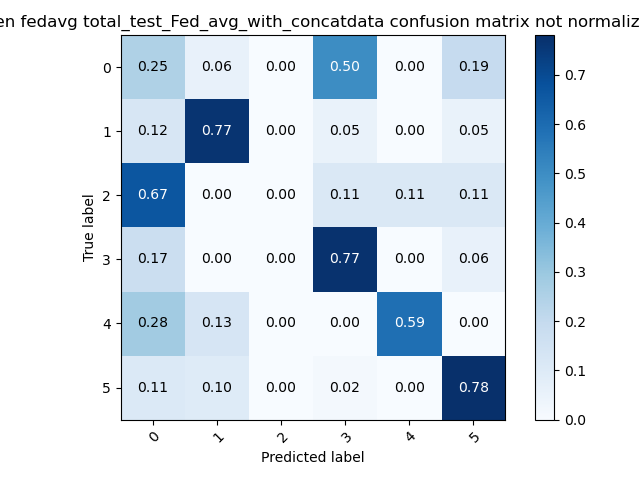 en fedavg total_test_Fed_avg_with_concatdata confusion matrix not normaliz
0 0.25 0.06 0.00 0.50 0.00 0.19
1 0.12 0.77 0.00 0.05 0.00 0.05
2 0.67 0.00 0.00 0.11 0.11 0.11
3 0.17 0.00 0.00 0.77 0.00 0.06
4 0.28 0.13 0.00 0.00 0.59 0.00
5 0.11 0.10 0.00 0.02 0.00 0.78
0 1 2 3 4 5
True label
Predicted label
0.7
0.6
0.5
0.4
0.3
0.2
0.1
0.0